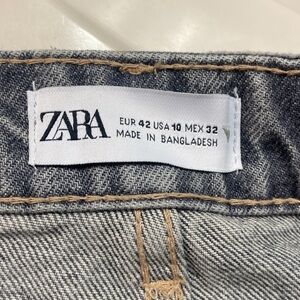 ZARA
EUR 42 USA 10 MEX 32
MADE IN BANGLADESH